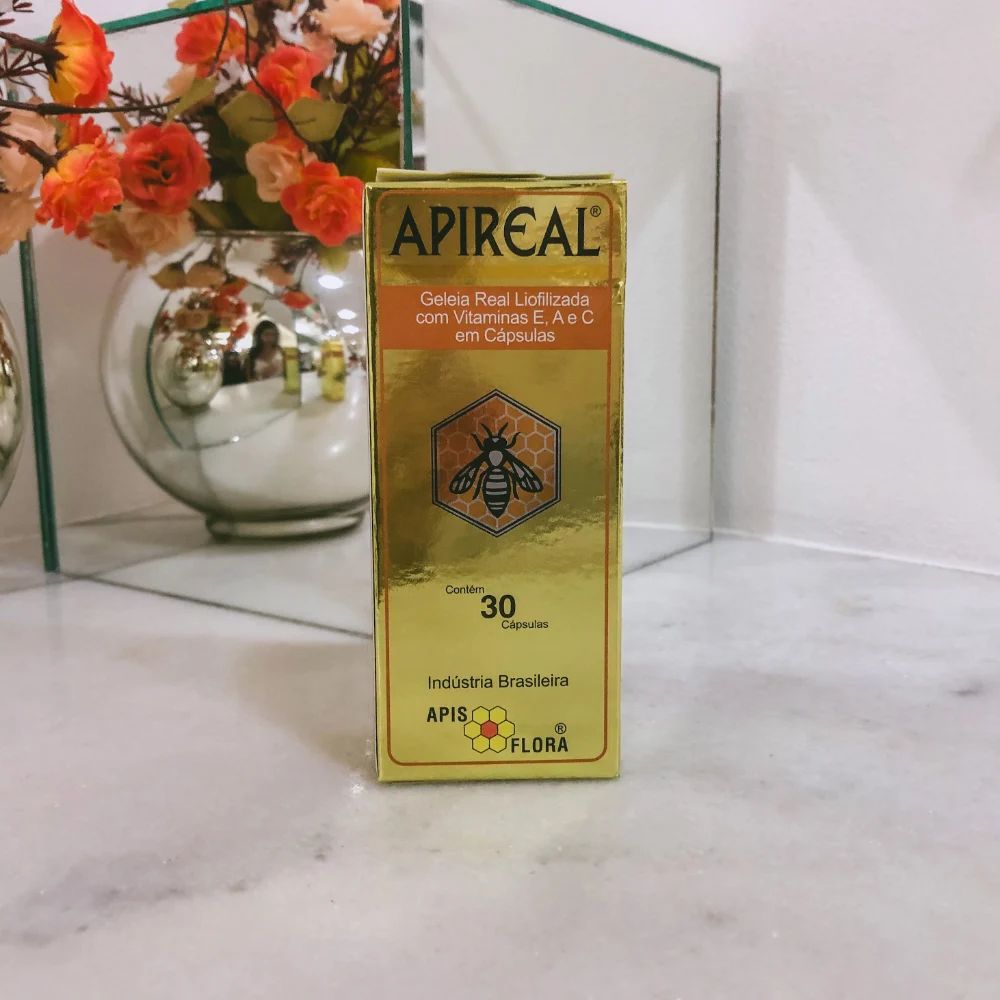 APIREAL®
Geleia Real Liofilizada
com Vitaminas E, A e C
em Cápsulas
Contém
30
Cápsulas
Indústria Brasileira
APIS
FLORA®